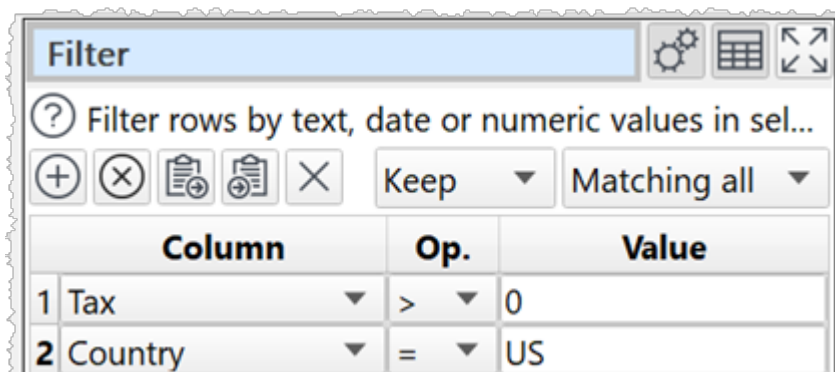 Filter
Filter rows by text, date or numeric values in sel...
Keep Matching all
Column Op. Value
1 Tax > 0
2 Country = US